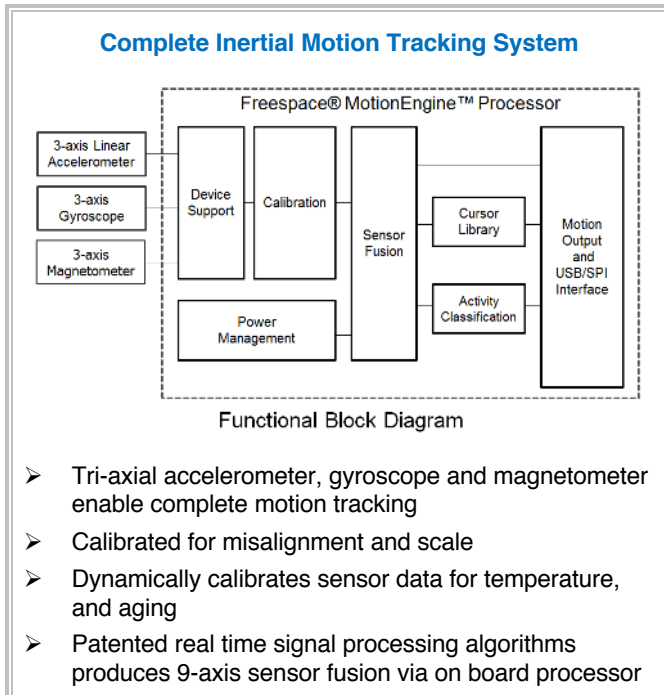 Complete Inertial Motion Tracking System
Freespace® MotionEngine™ Processor
3-axis Linear
Accelerometer
3-axis
Gyroscope
3-axis
Magnetometer
Device
Support
Calibration
Power
Management
Sensor
Fusion
Cursor
Library
Activity
Classification
Motion
Output
and
USB/SPI
Interface
Functional Block Diagram
➢ Tri-axial accelerometer, gyroscope and magnetometer
enable complete motion tracking
➢ Calibrated for misalignment and scale
➢ Dynamically calibrates sensor data for temperature,
and aging
➢ Patented real time signal processing algorithms
produces 9-axis sensor fusion via on board processor